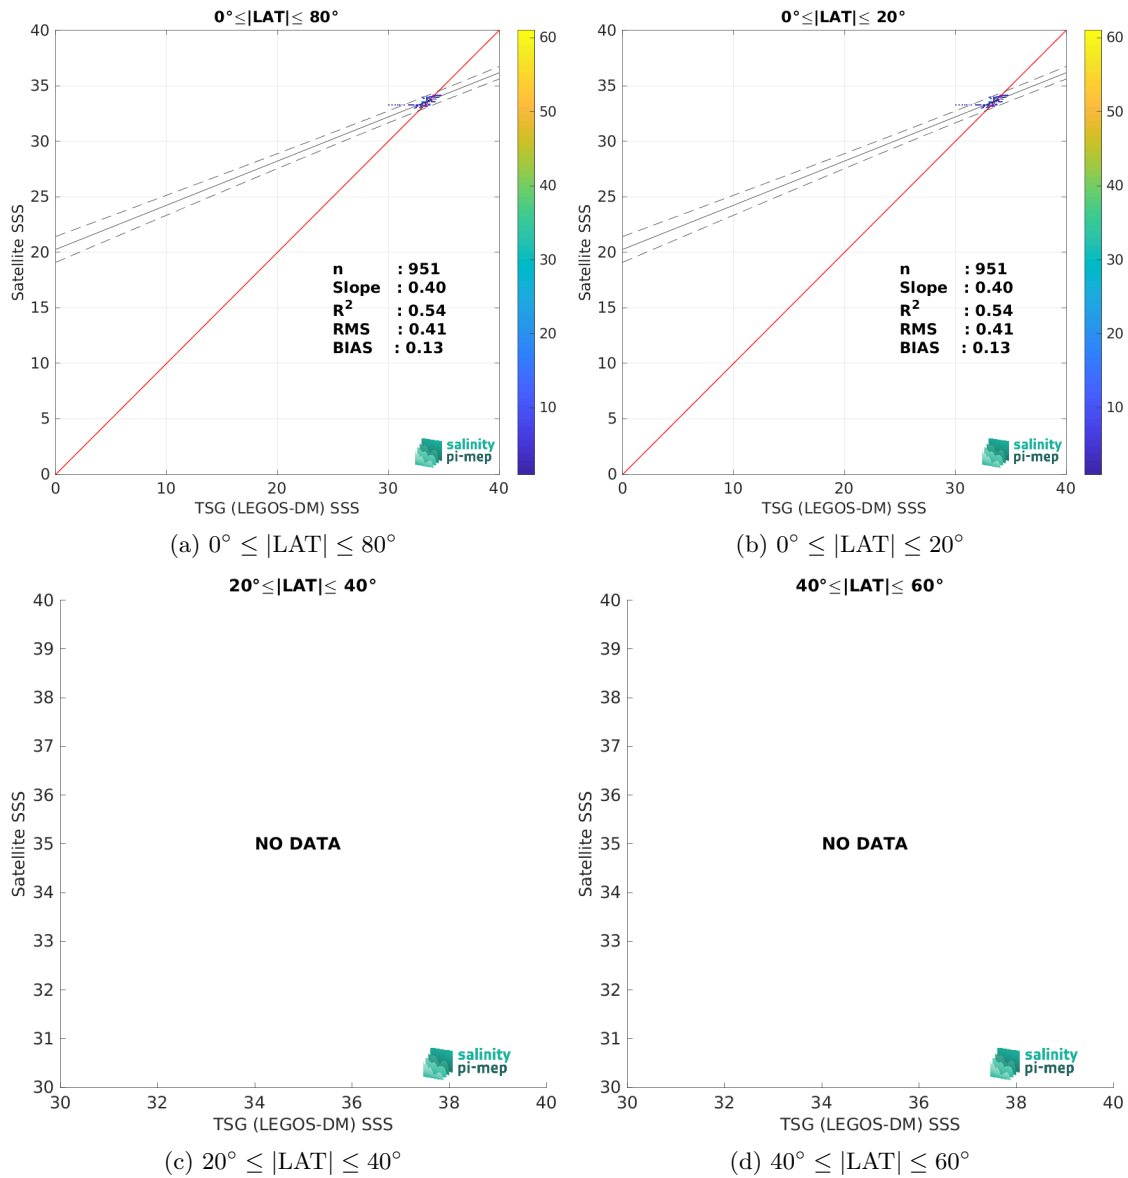 0°≤|LAT|≤ 80°
40
35
30
25
20
15
10
5
0
Satellite SSS
n : 951
Slope : 0.40
R2 : 0.54
RMS : 0.41
BIAS : 0.13
salinity
pi-mep
0 10 20 30 40
TSG (LEGOS-DM) SSS
60
50
40
30
20
10
(a) 0° ≤ |LAT| ≤ 80°
0°≤|LAT|≤ 20°
40
35
30
25
20
15
10
5
0
Satellite SSS
n : 951
Slope : 0.40
R2 : 0.54
RMS : 0.41
BIAS : 0.13
salinity
pi-mep
0 10 20 30 40
TSG (LEGOS-DM) SSS
60
50
40
30
20
10
(b) 0° ≤ |LAT| ≤ 20°
20°≤|LAT|≤ 40°
40
39
38
37
36
35
34
33
32
31
30
Satellite SSS
NO DATA
salinity
pi-mep
30 32 34 36 38 40
TSG (LEGOS-DM) SSS
(c) 20° ≤ |LAT| ≤ 40°
40°≤|LAT|≤ 60°
40
39
38
37
36
35
34
33
32
31
30
Satellite SSS
NO DATA
salinity
pi-mep
30 32 34 36 38 40
TSG (LEGOS-DM) SSS
(d) 40° ≤ |LAT| ≤ 60°